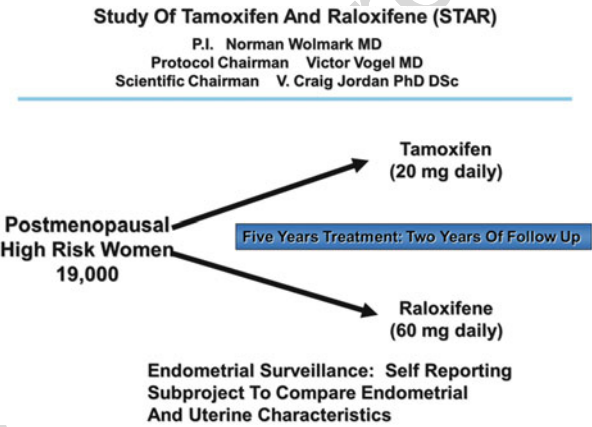 Study Of Tamoxifen And Raloxifene (STAR)
P.I. Norman Wolmark MD
Protocol Chairman Victor Vogel MD
Scientific Chairman V. Craig Jordan PhD DSc
Tamoxifen
(20 mg daily)
Postmenopausal
High Risk Women
19,000
Five Years Treatment: Two Years Of Follow Up
Raloxifene
(60 mg daily)
Endometrial Surveillance: Self Reporting
Subproject To Compare Endometrial
And Uterine Characteristics